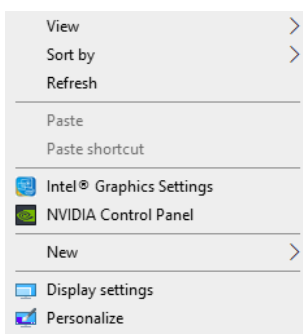 View
Sort by
Refresh
Paste
Paste shortcut
Intel® Graphics Settings
NVIDIA Control Panel
New
Display settings
Personalize